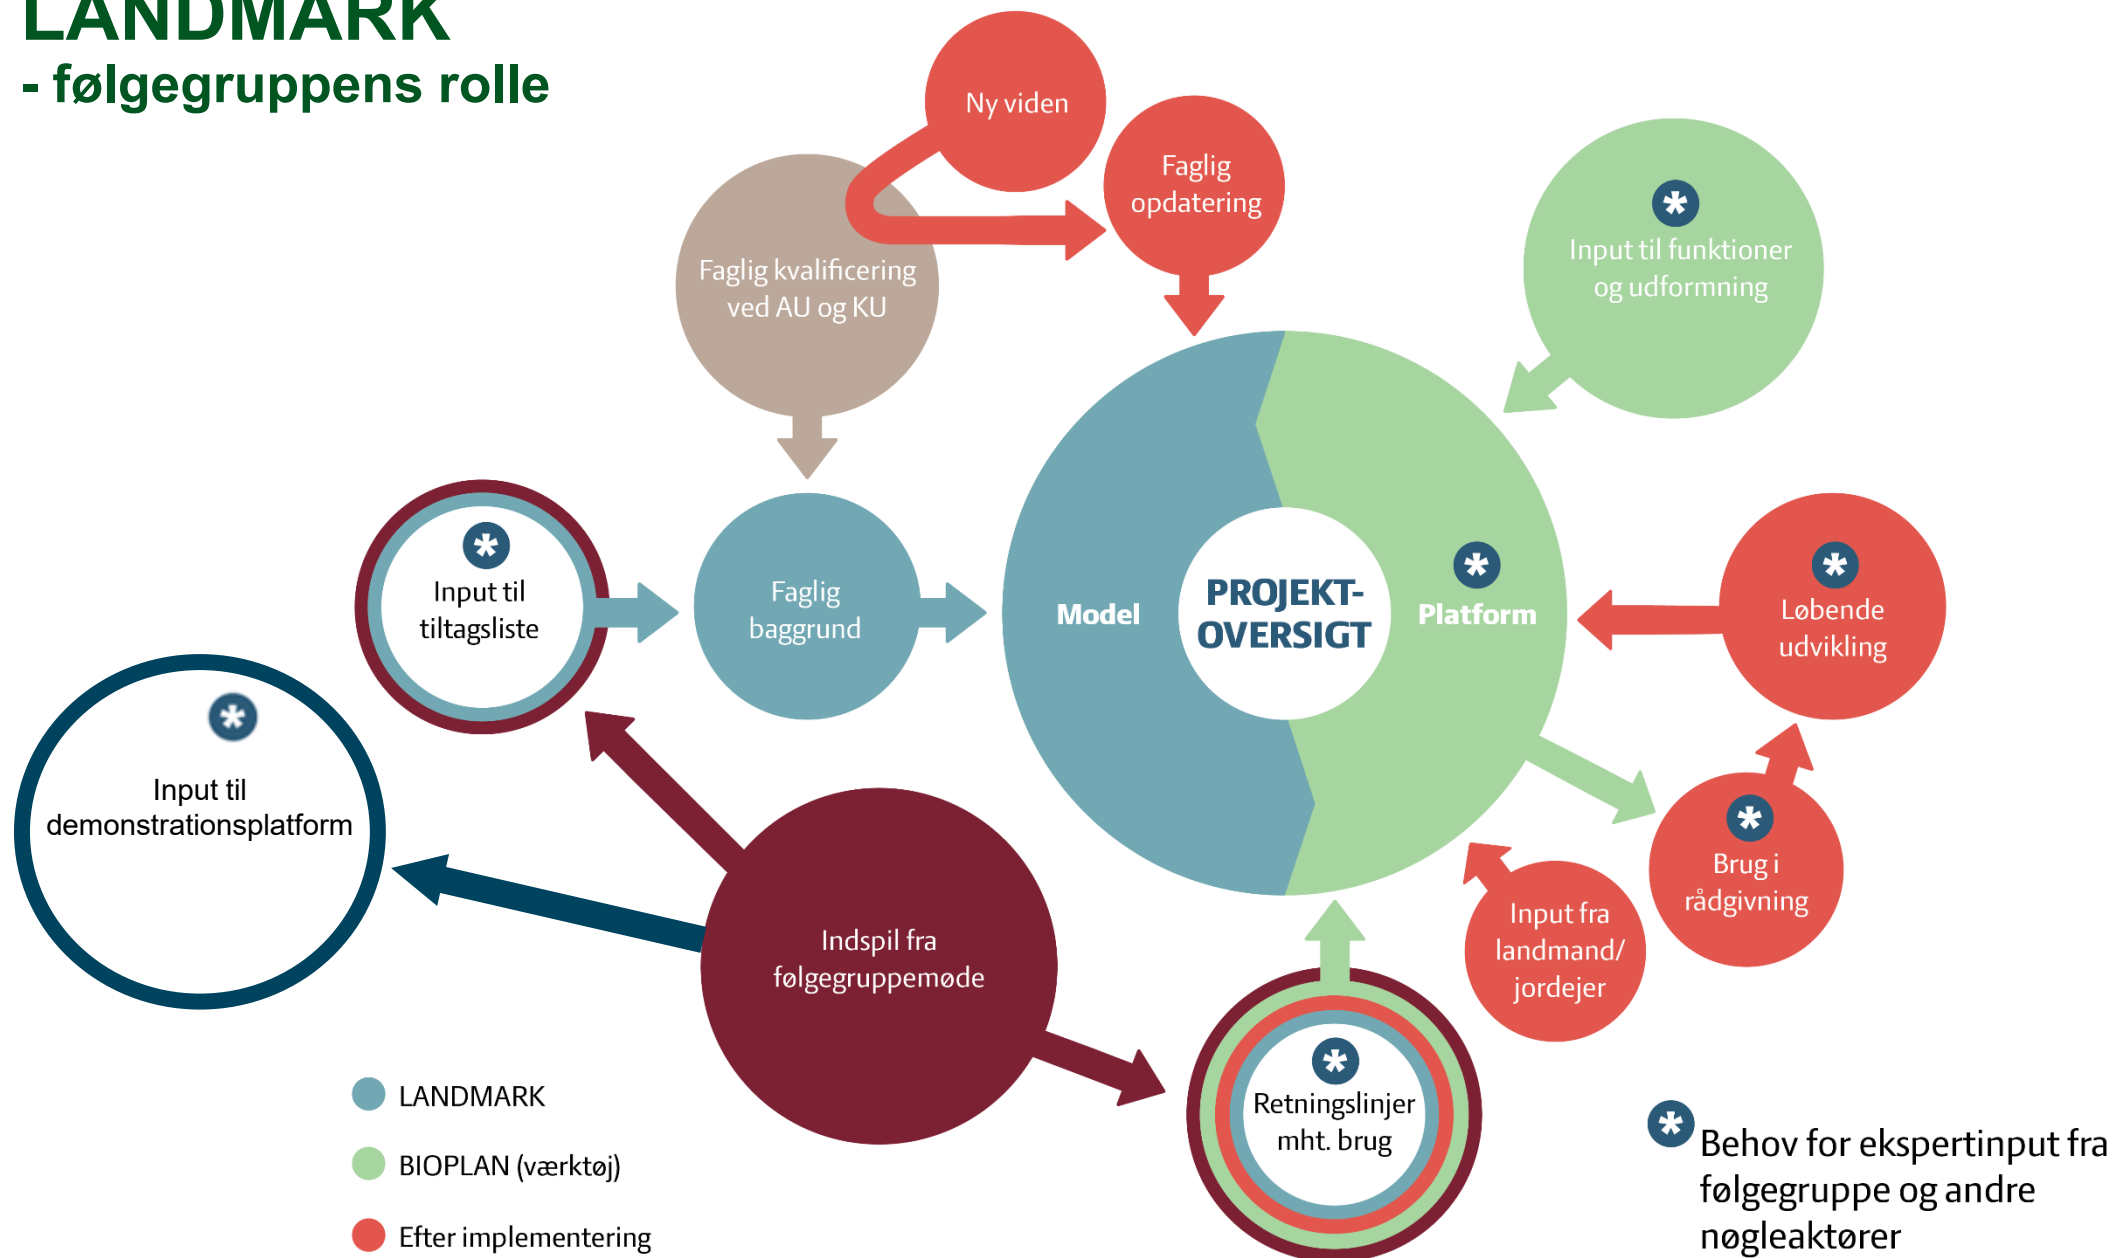 LANDMARK
- følgegruppens rolle
Ny viden
Faglig
opdatering
Faglig kvalificering
ved AU og KU
*
Input til funktioner
og udformning
*
Input til
tiltagsliste
Faglig
baggrund
Model
PROJEKT-
OVERSIGT
*
Platform
*
Løbende
udvikling
*
Input til
demonstrationsplatform
*
Brug i
rådgivning
Input fra
landmand/
jordejer
Indspil fra
følgegruppemøde
*
Retningslinjer
mht. brug
LANDMARK
BIOPLAN (værktøj)
Efter implementering
*
Behov for ekspertinput fra
følgegruppe og andre
nøgleaktører